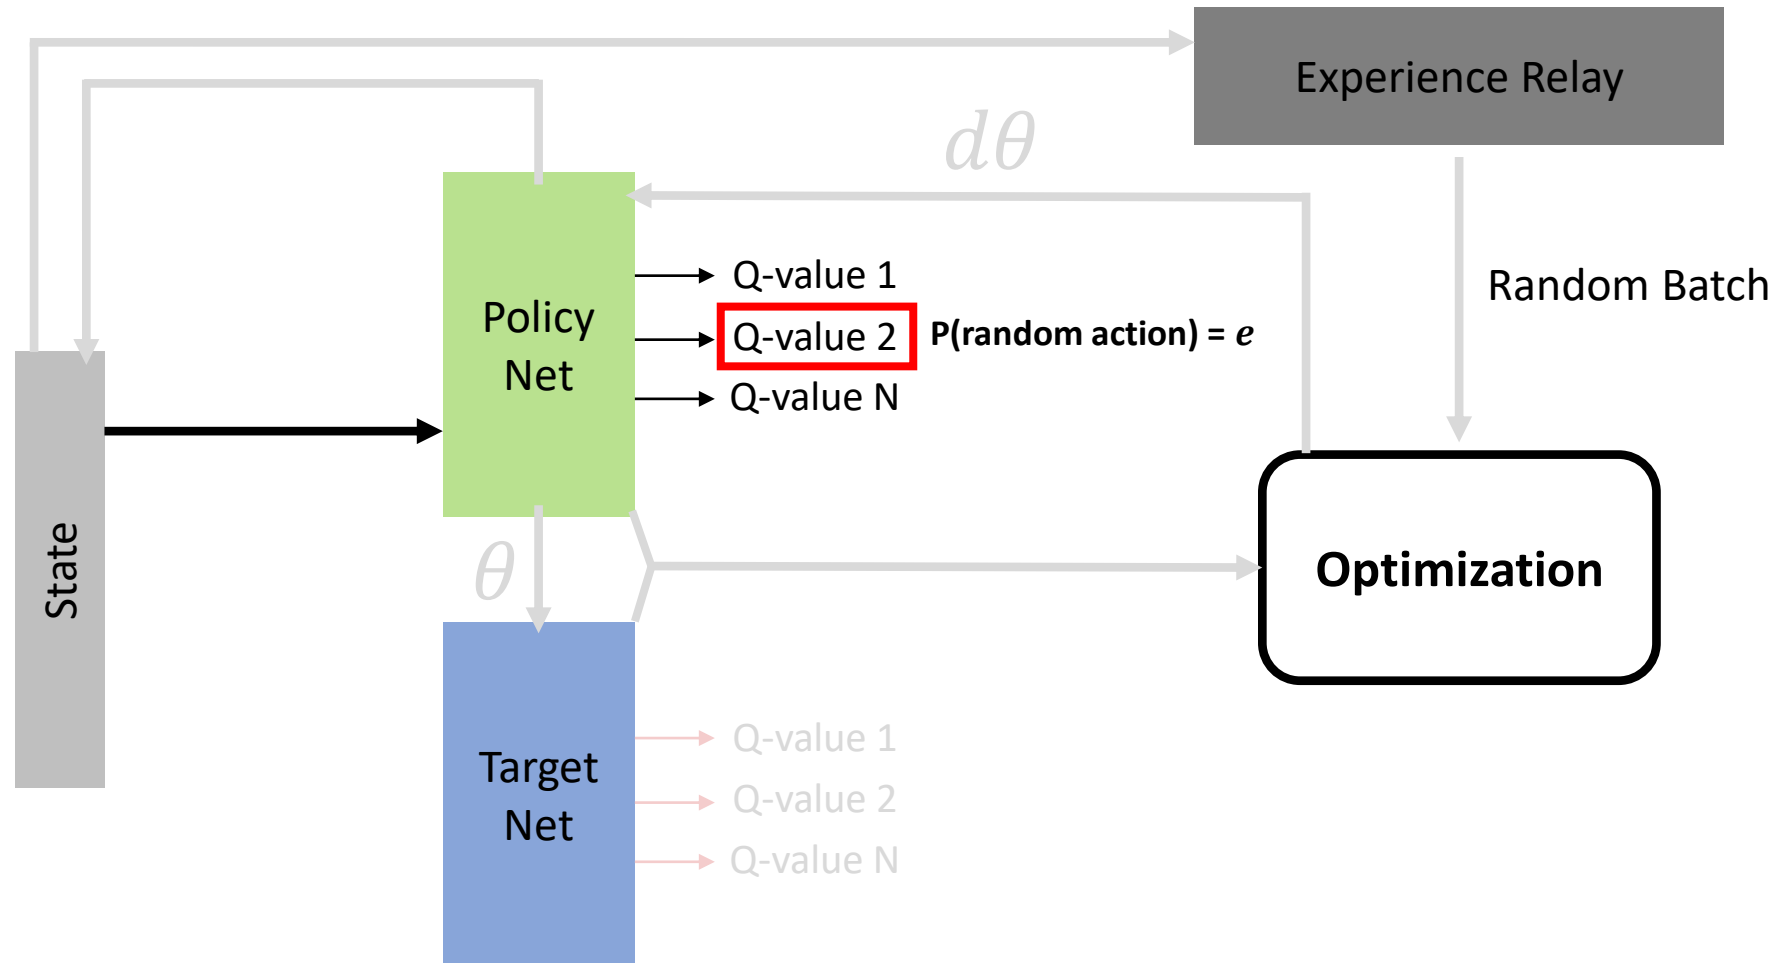 Experience Relay
dθ
Q-value 1
Policy
Net
Q-value 2
P(random action) = e
Q-value N
Random Batch
State
θ
Optimization
Target
Net
Q-value 1
Q-value 2
Q-value N